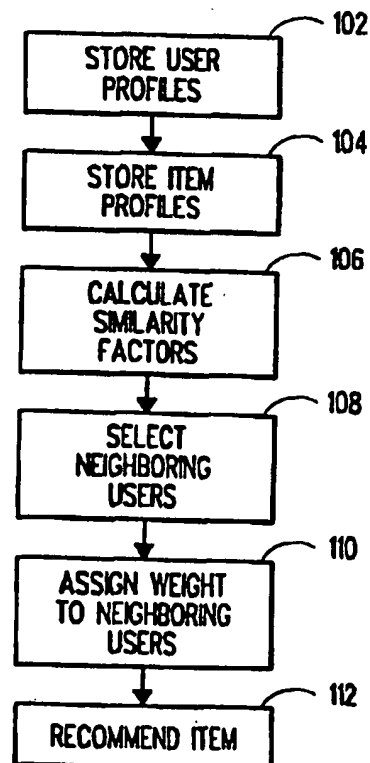 102
STORE USER
PROFILES
104
STORE ITEM
PROFILES
106
CALCULATE
SIMILARITY
FACTORS
108
SELECT
NEIGHBORING
USERS
110
ASSIGN WEIGHT
TO NEIGHBORING
USERS
112
RECOMMEND ITEM